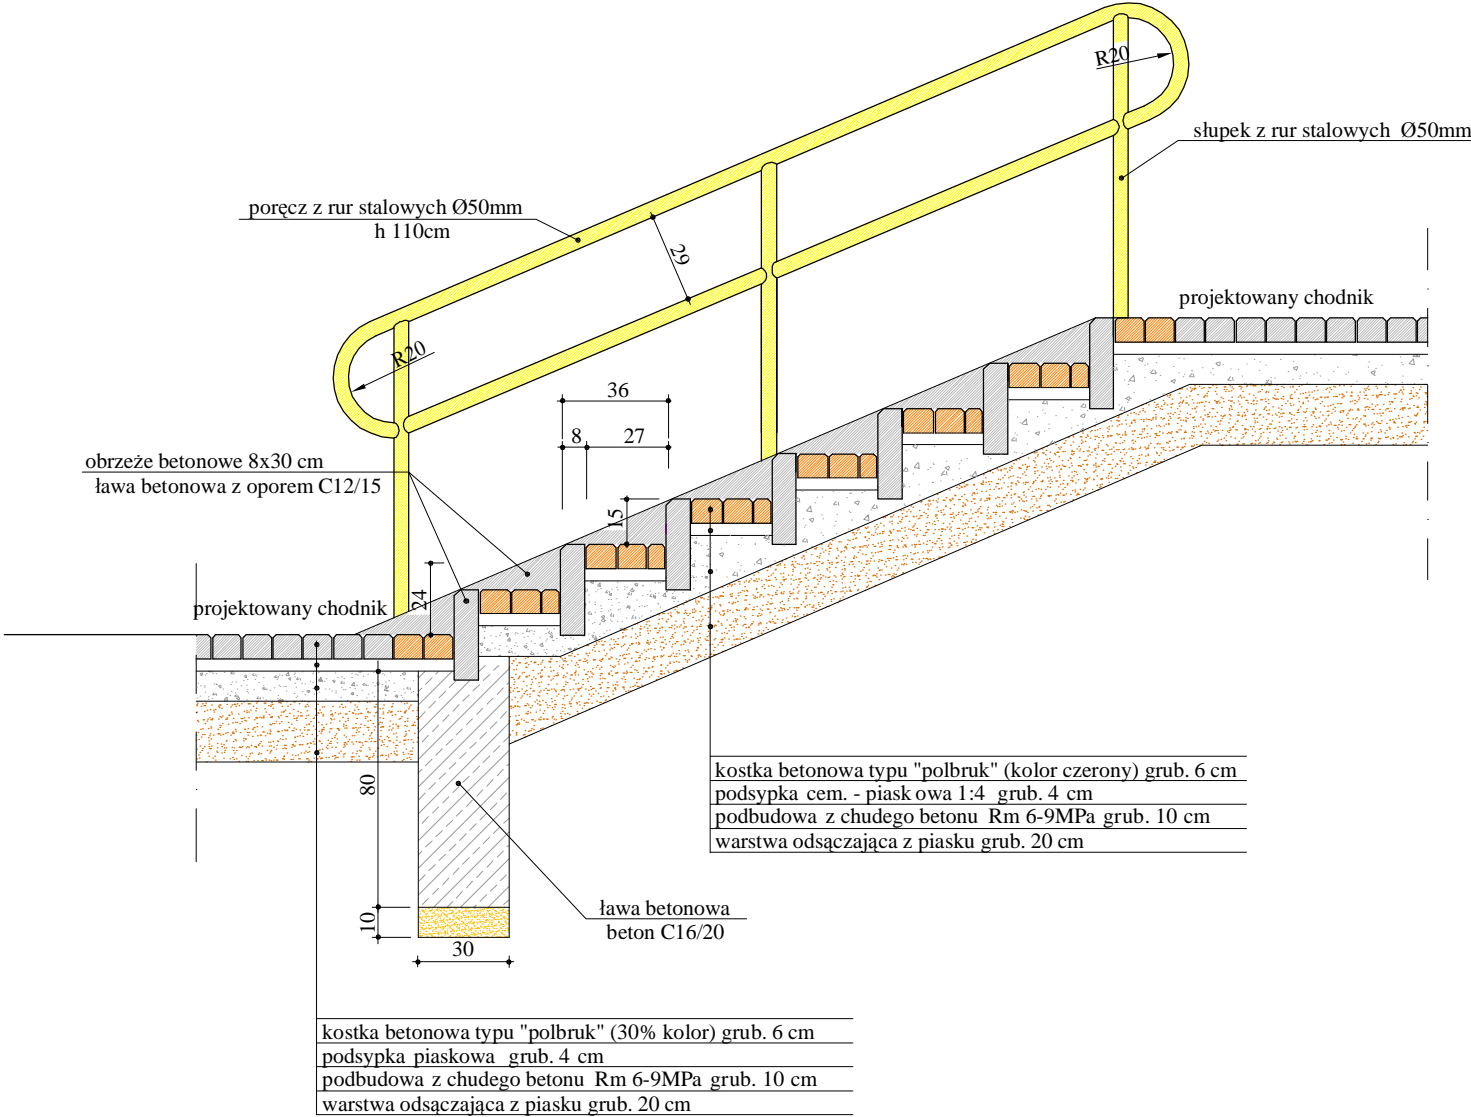 R20
słupek z rur stalowych Ø50mm
poręcz z rur stalowych Ø50mm
h 110cm
29
projektowany chodnik
R20
36
8 27
obrzeże betonowe 8x30 cm
ława betonowa z oporem C12/15
15
24
projektowany chodnik
80
kostka betonowa typu "polbruk" (kolor czerony) grub. 6 cm
podsypka cem. - piask owa 1:4 grub. 4 cm
podbudowa z chudego betonu Rm 6-9MPa grub. 10 cm
warstwa odsączająca z piasku grub. 20 cm
10
ława betonowa
beton C16/20
30
kostka betonowa typu "polbruk" (30% kolor) grub. 6 cm
podsypka piaskowa grub. 4 cm
podbudowa z chudego betonu Rm 6-9MPa grub. 10 cm
warstwa odsączająca z piasku grub. 20 cm